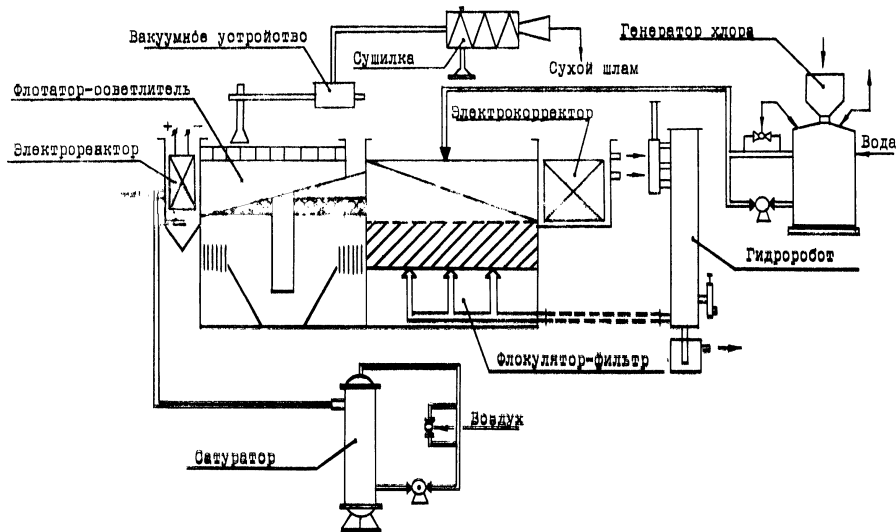 Вакуумное устройство
Генератор хлора
Сушилка
Сухой шлам
Флотатор-осветлитель
Электрокорректор
+ -
Электрореактор
Вода
Гидроробот
Флокулятор-фильтр
Воздух
Сатуратор